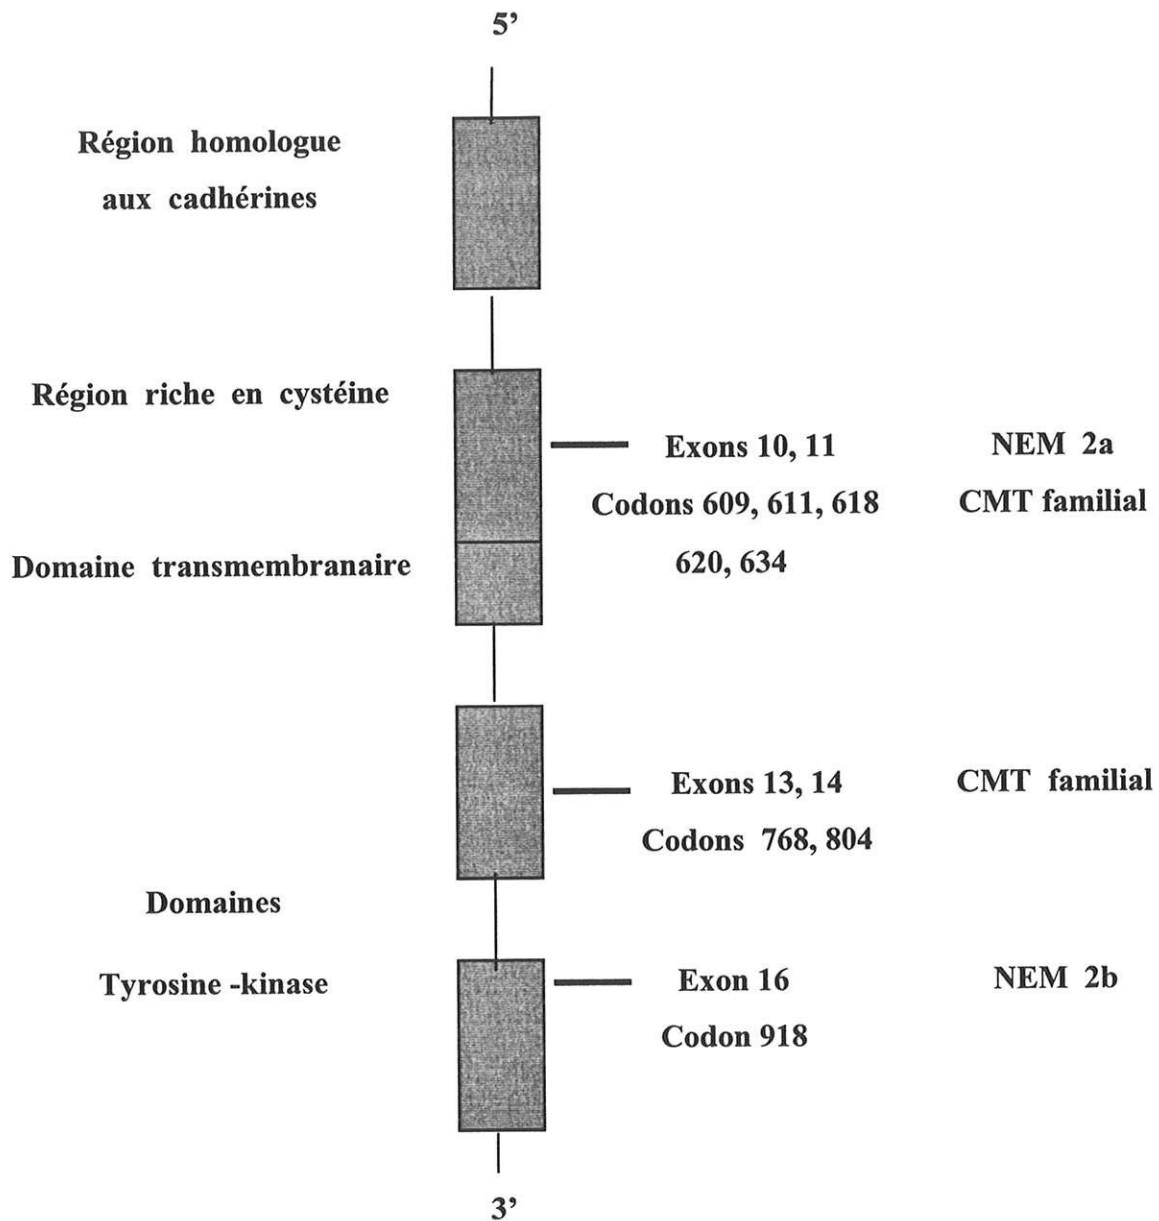 5’
Région homologue
aux cadhérines
Région riche en cystéine
Exons 10, 11 NEM 2a
Codons 609, 611, 618 CMT familial
Domaine transmembranaire 620, 634
Exons 13, 14 CMT familial
Codons 768, 804
Domaines
Tyrosine -kinase Exon 16 NEM 2b
Codon 918
3’